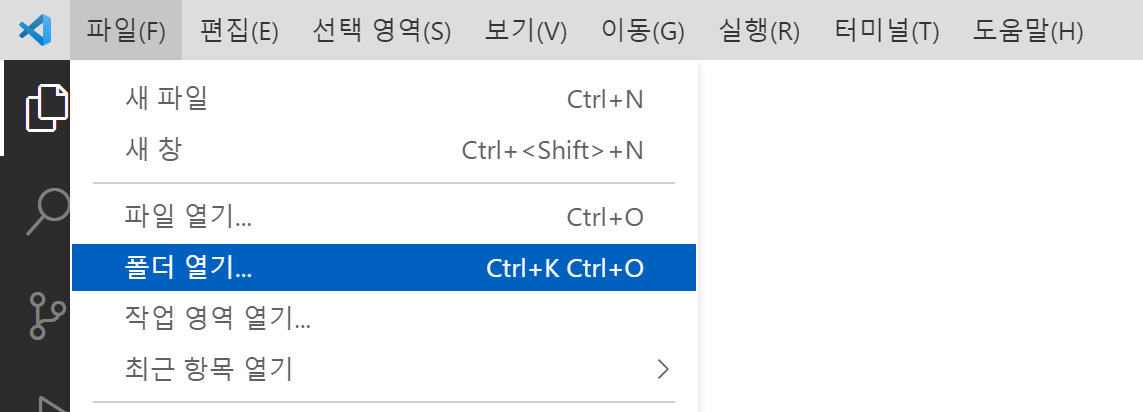 파일(F) 편집(E) 선택 영역(S) 보기(V) 이동(G) 실행(R) 터미널(T) 도움말(H)
새 파일 Ctrl+N
새 창 Ctrl+<Shift>+N
파일 열기... Ctrl+O
폴더 열기... Ctrl+K Ctrl+O
작업 영역 열기...
최근 항목 열기